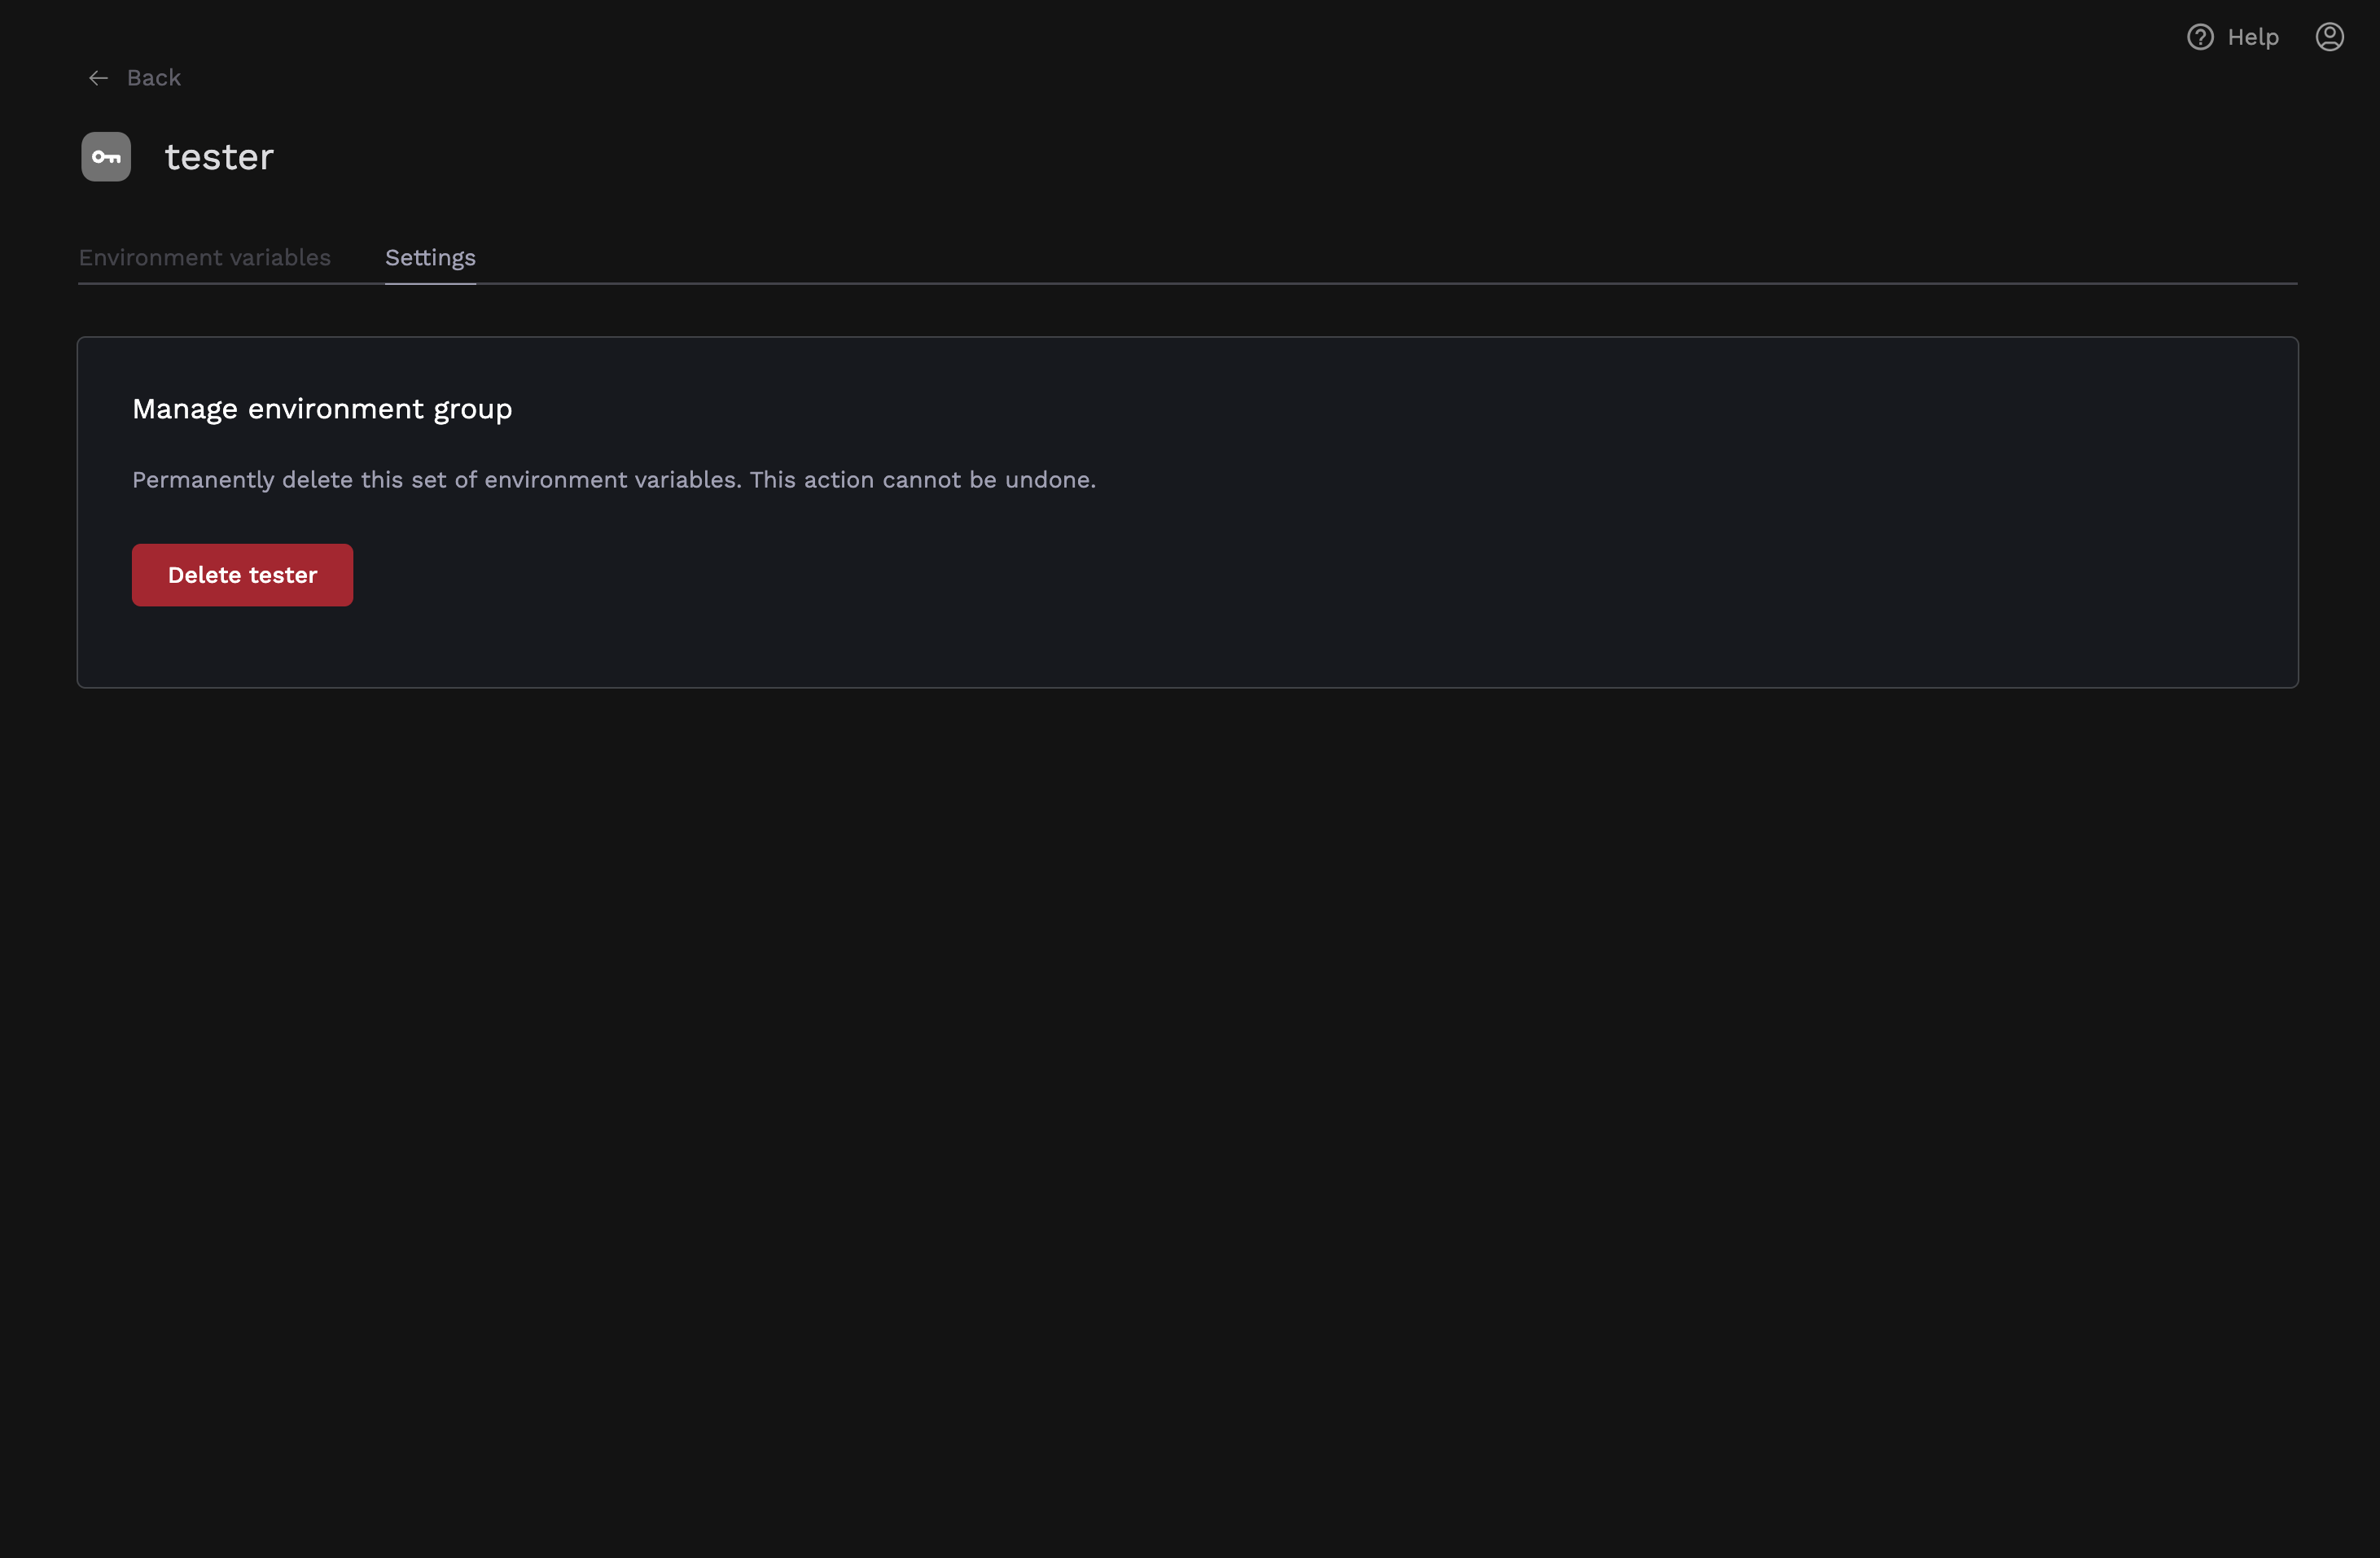 Help
Back
tester
Environment variables
Settings
Manage environment group
Permanently delete this set of environment variables. This action cannot be undone.
Delete tester